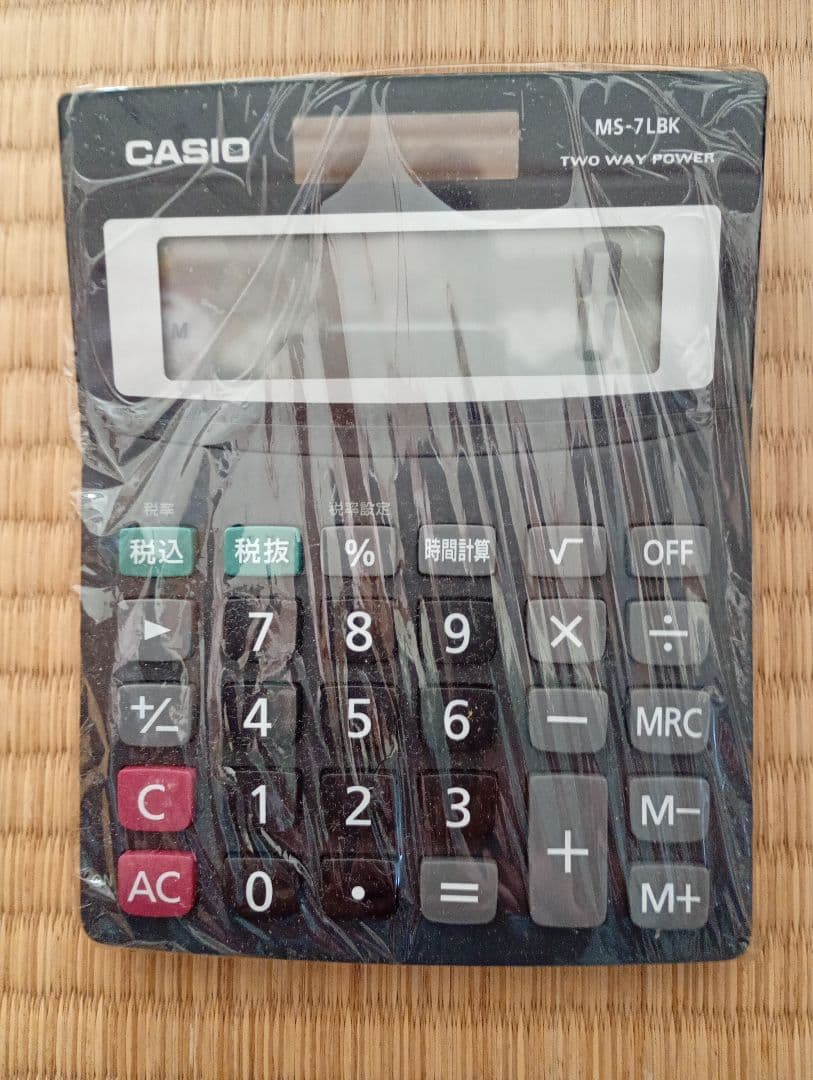 CASIO
MS-7LBK
TWO WAY POWER
M
税率 税率設定
税込 税抜 % 時間計算 √ OFF
▶ 7 8 9 × ÷
+/− 4 5 6 − MRC
C 1 2 3 + M−
AC 0 · = M+